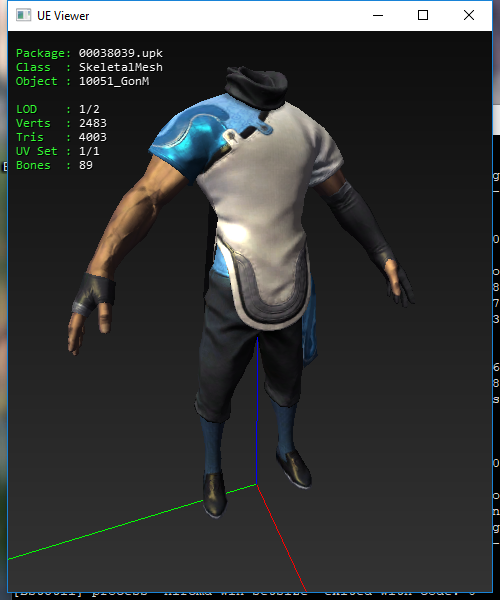 UE Viewer
Package: 00038039.upk
Class : SkeletalMesh
Object : 10051_GonM
LOD : 1/2
Verts : 2483
Tris : 4003
UV Set : 1/1
Bones : 89